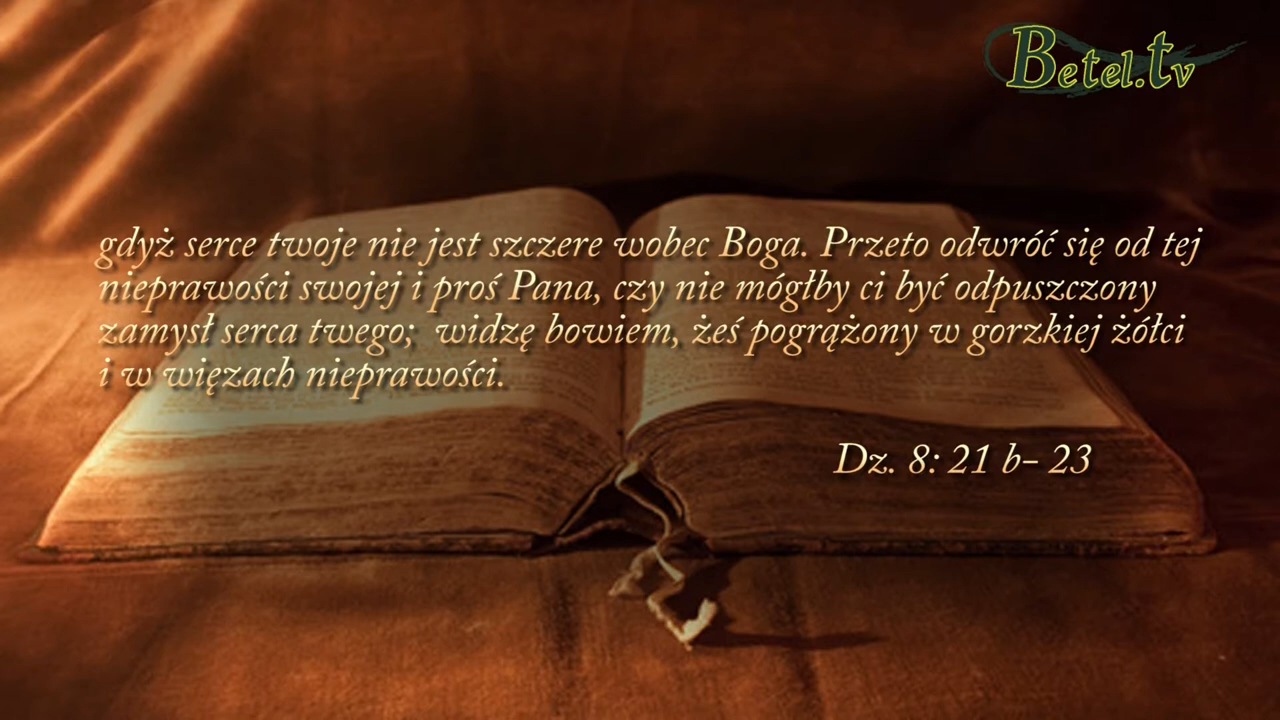 Betel.tv
gdyż serce twoje nie jest szczere wobec Boga. Przeto odwróć się od tej
nieprawości swojej i proś Pana, czy nie mógłby ci być odpuszczony
zamysł serca twego;  widzę bowiem, żeś pogrążony w gorzkiej żółci
i w więzach nieprawości.
Dz. 8: 21 b- 23